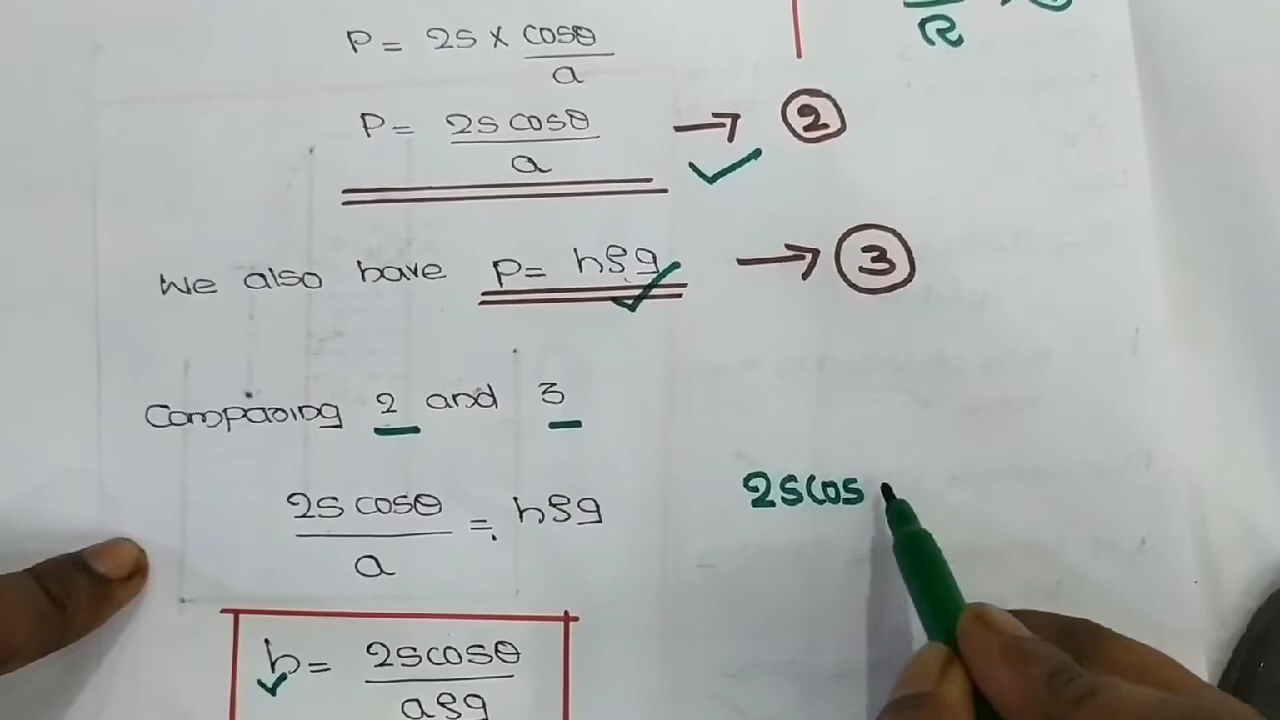 P = 2S × cosθ/a
R
P = 2S cosθ/a → 2
We also have P = hρg → 3
Comparing 2 and 3
2S cosθ/a = hρg
2S cos
h = 2S cosθ/aρg